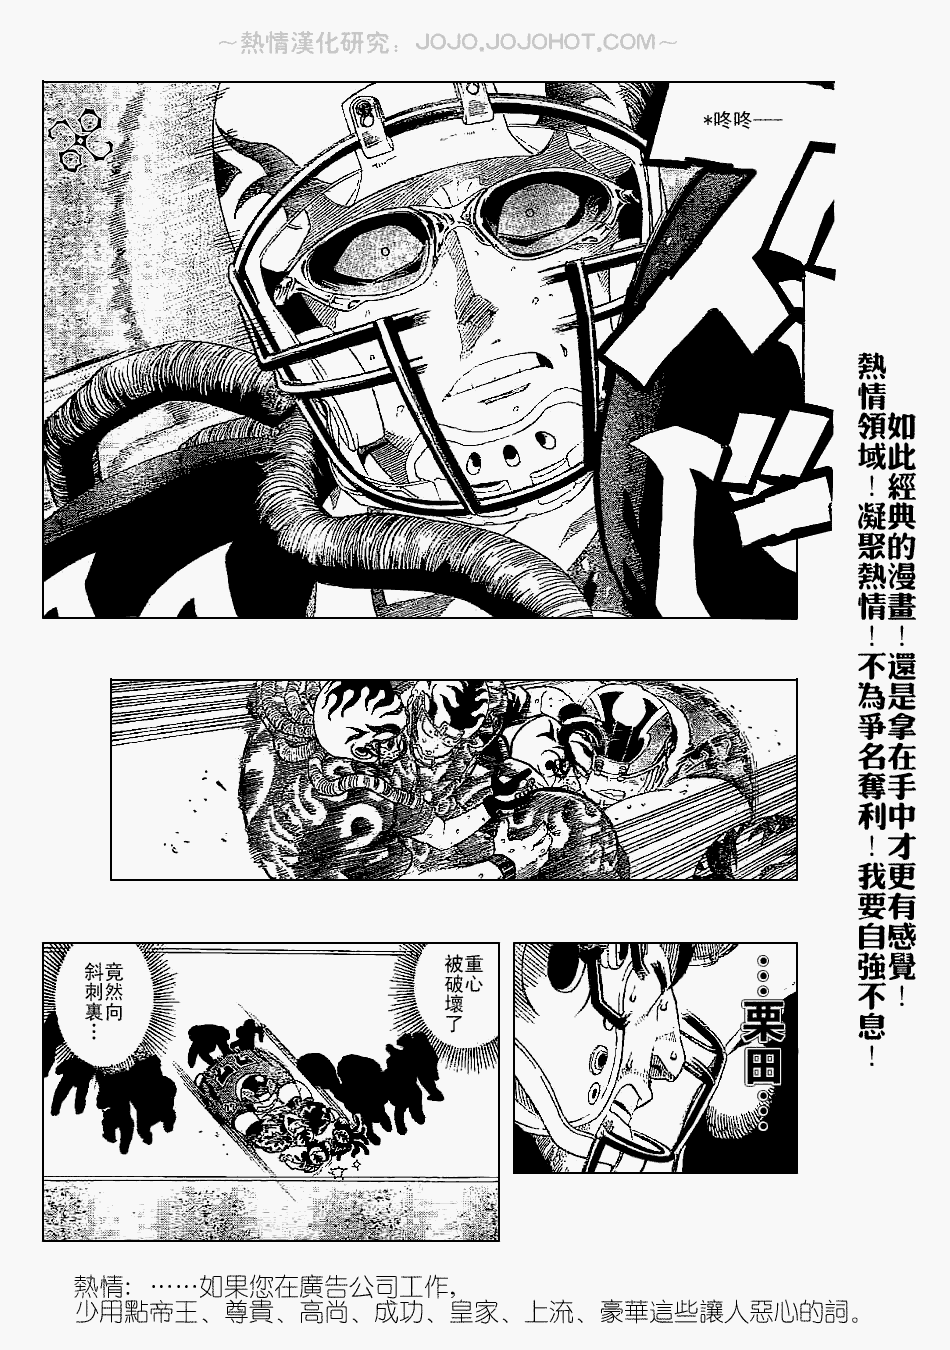 ～熱情漢化研究：JOJO.JOJOHOT.COM～
*咚咚---
如此經典的漫畫！還是拿在手中才更有感覺！
熱情領域！凝聚熱情！不為爭名奪利！我要自強不息！
…栗田…
重心
被破壞了
竟然向
斜刺裏…
熱情：……如果您在廣告公司工作,
少用點帝王、尊貴、高尚、成功、皇家、上流、豪華這些讓人惡心的詞。